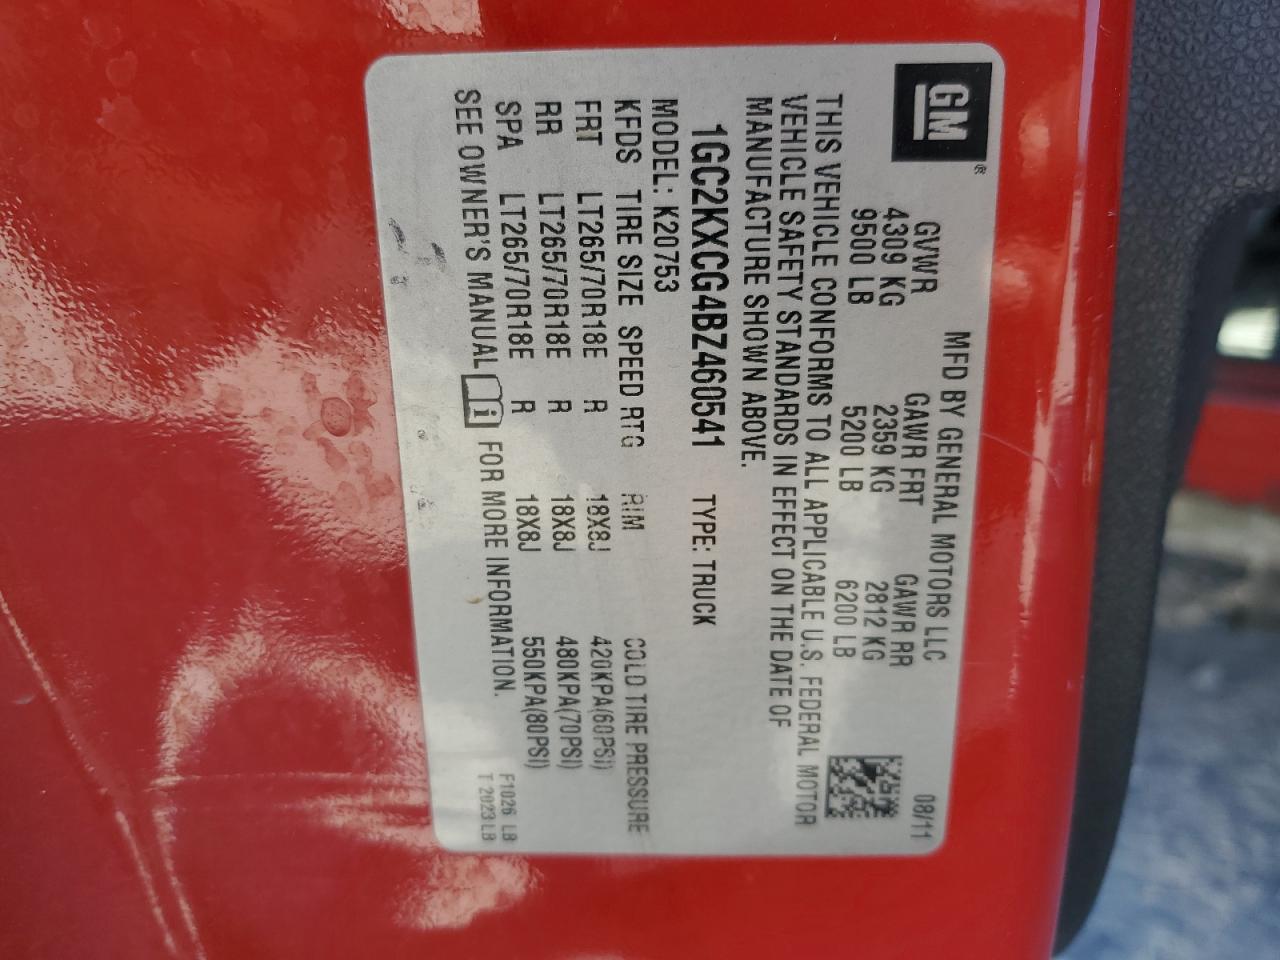 GM ®
MFD BY GENERAL MOTORS LLC 08/11
GVWR GAWR FRT GAWR RR
4309 KG 2359 KG 2812 KG
9500 LB 5200 LB 6200 LB
THIS VEHICLE CONFORMS TO ALL APPLICABLE U.S. FEDERAL MOTOR
VEHICLE SAFETY STANDARDS IN EFFECT ON THE DATE OF
MANUFACTURE SHOWN ABOVE.
1GC2KXCG4BZ460541 TYPE: TRUCK
MODEL: K20753
KFDS TIRE SIZE SPEED RTG RIM COLD TIRE PRESSURE
FRT LT265/70R18E R 18X8J 420KPA(60PSI)
RR LT265/70R18E R 18X8J 480KPA(70PSI)
SPA LT265/70R18E R 18X8J 550KPA(80PSI)
SEE OWNER'S MANUAL i FOR MORE INFORMATION.
F1026 LB
T 2023 LB